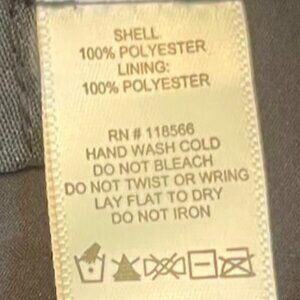 SHELL
100% POLYESTER
LINING:
100% POLYESTER
RN # 118566
HAND WASH COLD
DO NOT BLEACH
DO NOT TWIST OR WRING
LAY FLAT TO DRY
DO NOT IRON